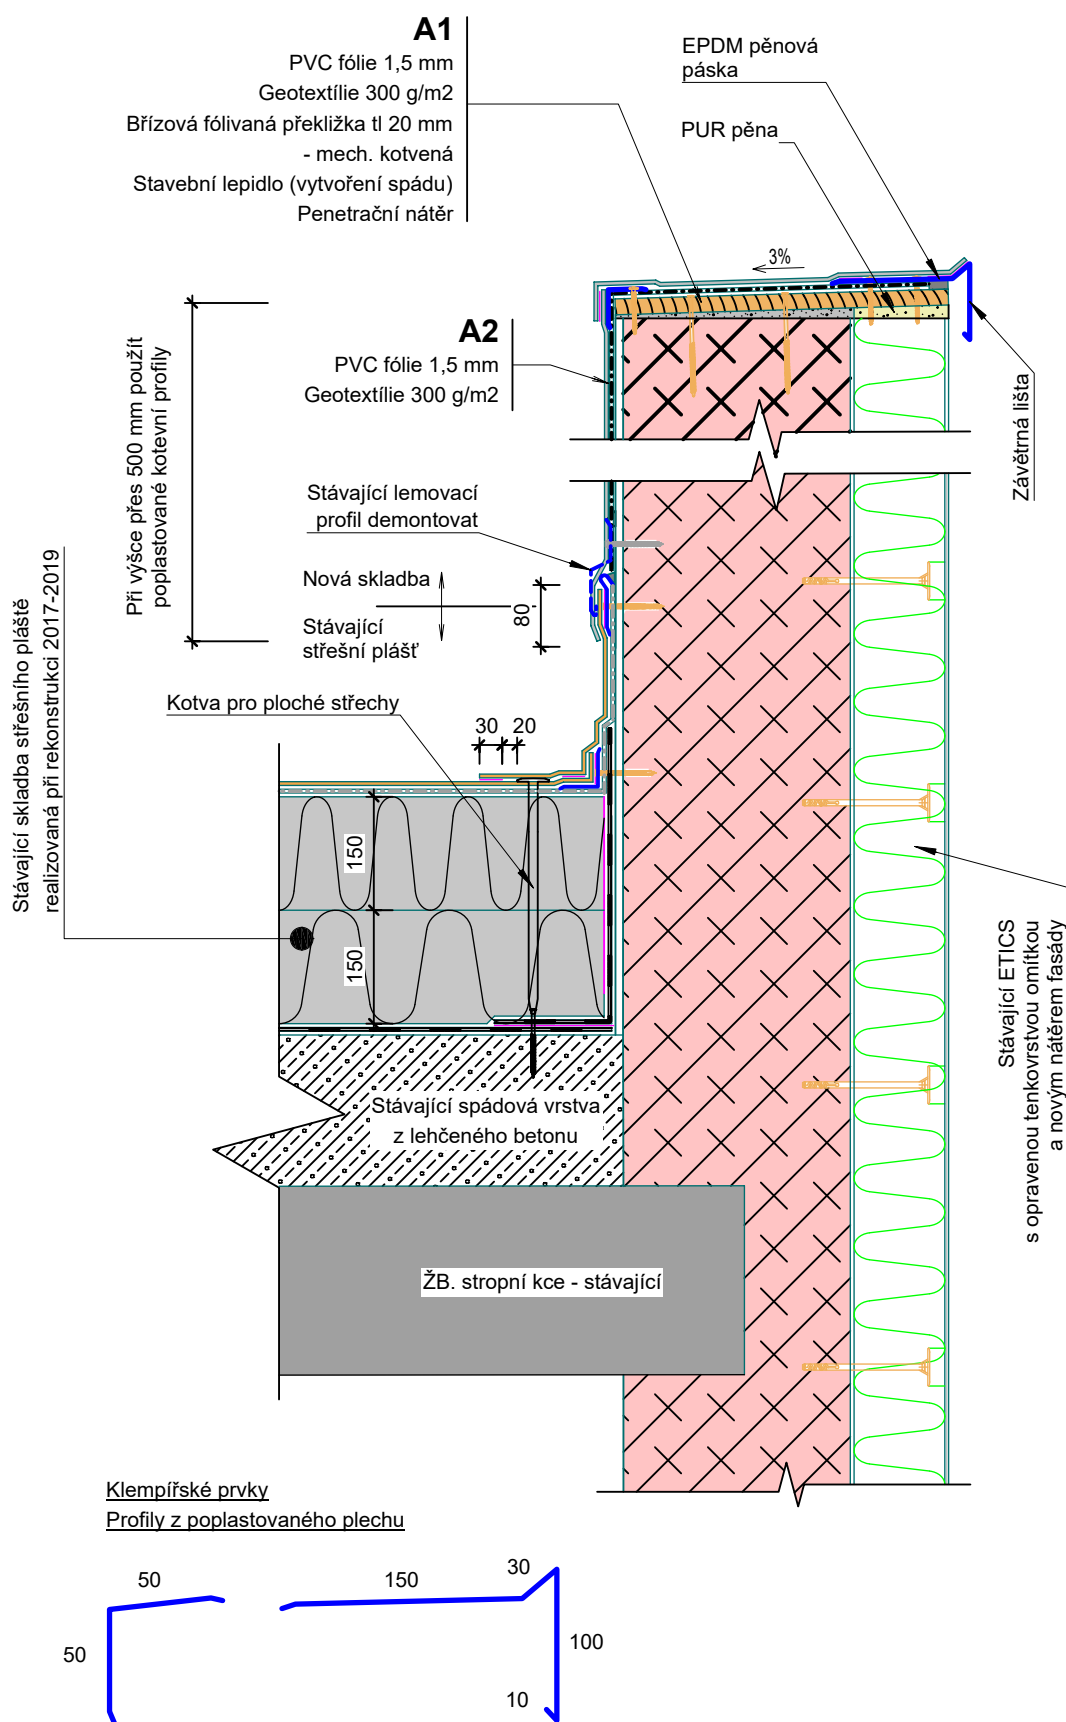 A1
PVC fólie 1,5 mm
Geotextílie 300 g/m2
Břízová fólivaná překližka tl 20 mm
- mech. kotvená
Stavební lepidlo (vytvoření spádu)
Penetrační nátěr
EPDM pěnová
páska
PUR pěna
3%
Závětrná lišta
A2
PVC fólie 1,5 mm
Geotextílie 300 g/m2
Při výšce přes 500 mm použít
poplastované kotevní profily
Stávající lemovací
profil demontovat
Nová skladba
Stávající
střešní plášť
80
Stávající skladba střešního pláště
realizovaná při rekonstrukci 2017-2019
Kotva pro ploché střechy
30
20
150
150
Stávající ETICS
s opravenou tenkovrstvou omítkou
a novým nátěrem fasády
Stávající spádová vrstva
z lehčeného betonu
ŽB. stropní kce - stávající
Klempířské prvky
Profily z poplastovaného plechu
50
150
30
50
100
10